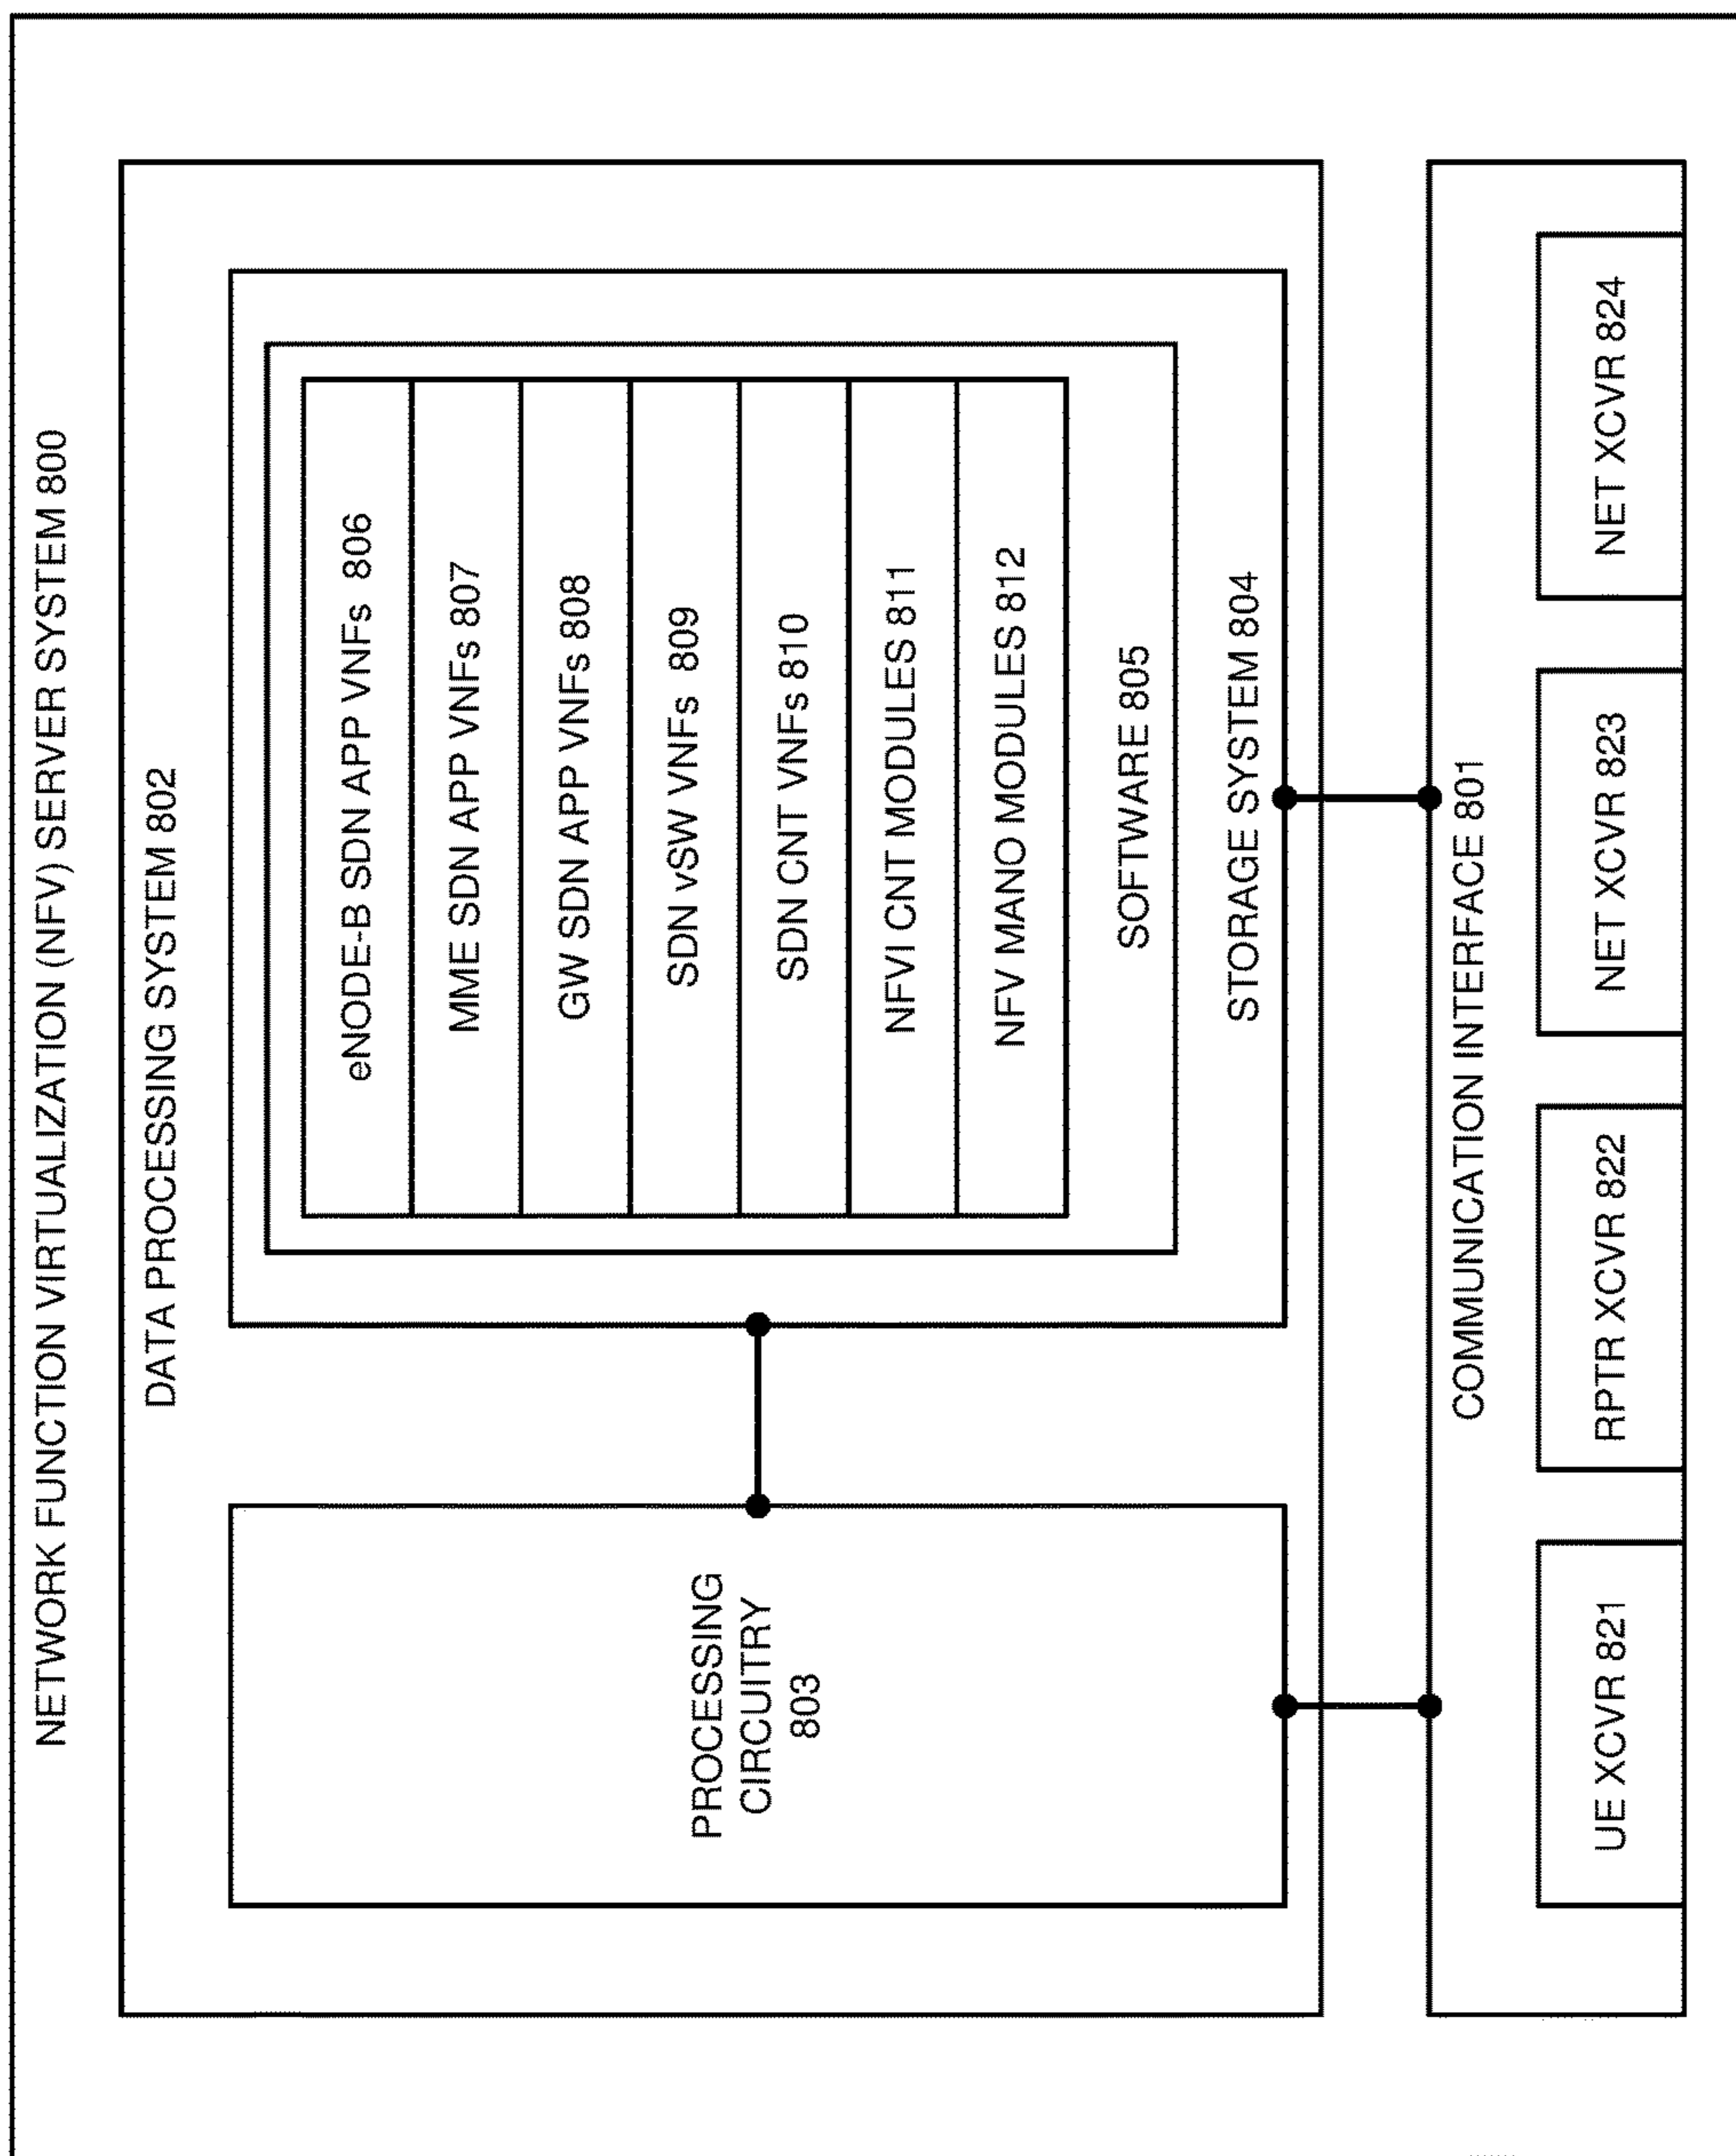 NETWORK FUNCTION VIRTUALIZATION (NFV) SERVER SYSTEM 800
DATA PROCESSING SYSTEM 802
PROCESSING
CIRCUITRY
803
eNODE-B SDN APP VNFs 806
MME SDN APP VNFs 807
GW SDN APP VNFs 808
SDN vSW VNFs 809
SDN CNT VNFs 810
NFVI CNT MODULES 811
NFV MANO MODULES 812
SOFTWARE 805
STORAGE SYSTEM 804
COMMUNICATION INTERFACE 801
UE XCVR 821
RPTR XCVR 822
NET XCVR 823
NET XCVR 824